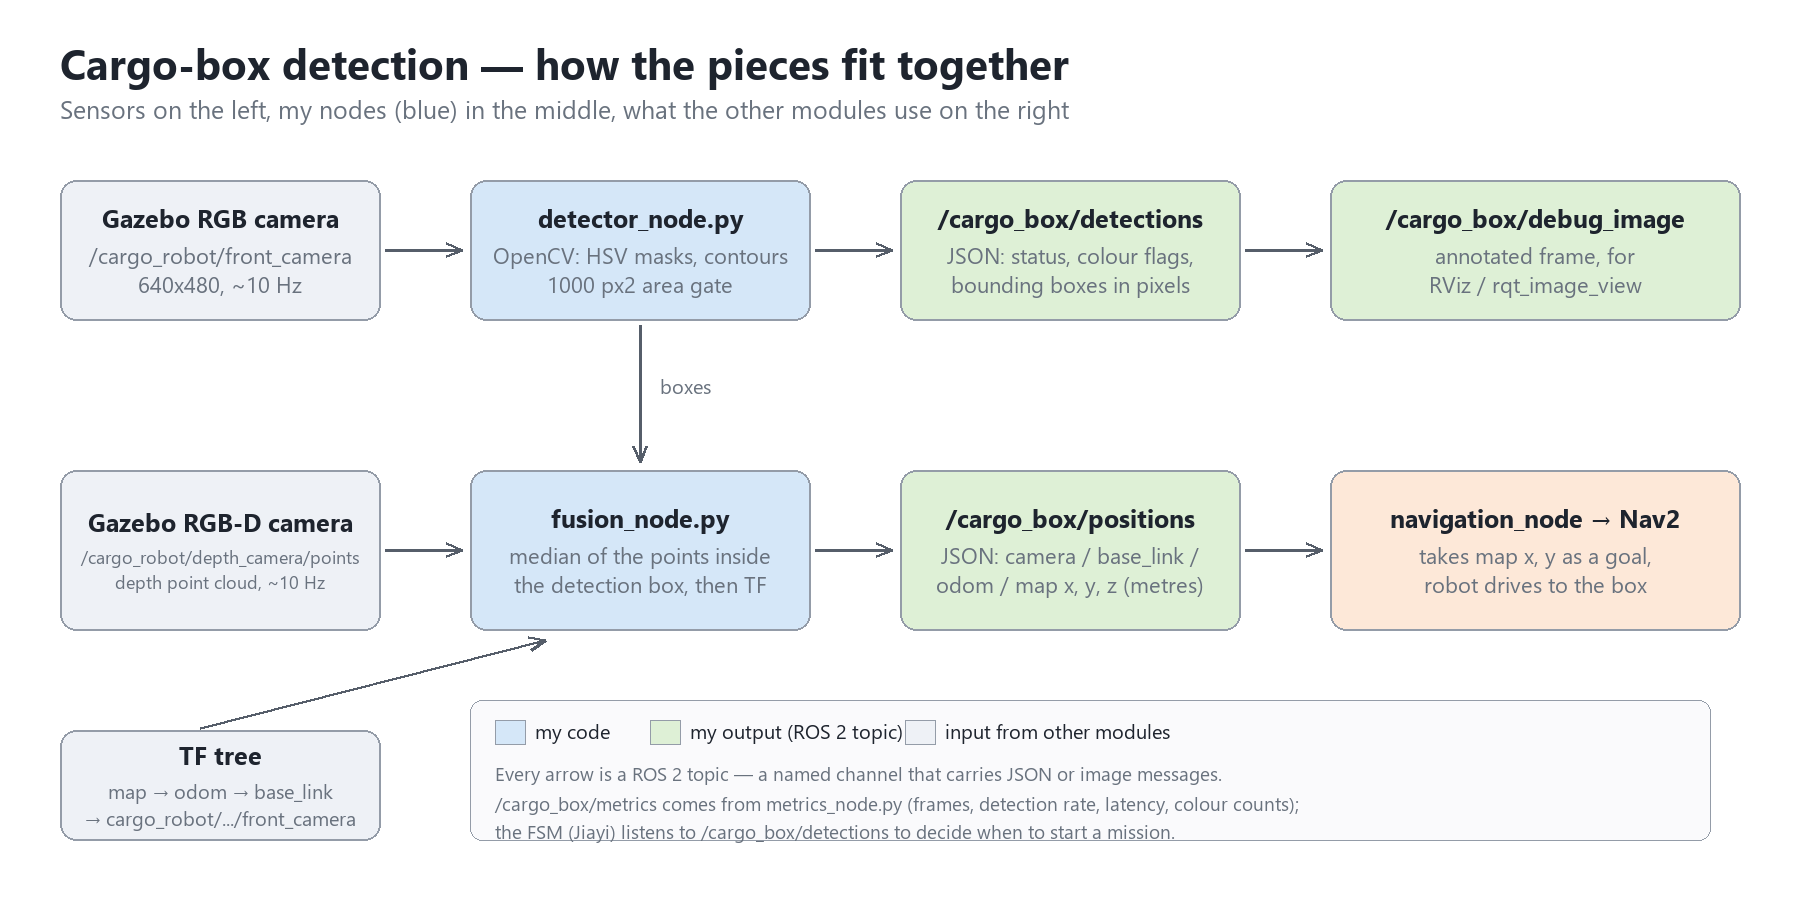 Cargo-box detection — how the pieces fit together
Sensors on the left, my nodes (blue) in the middle, what the other modules use on the right
Gazebo RGB camera
/cargo_robot/front_camera
640x480, ~10 Hz
detector_node.py
OpenCV: HSV masks, contours
1000 px2 area gate
/cargo_box/detections
JSON: status, colour flags,
bounding boxes in pixels
/cargo_box/debug_image
annotated frame, for
RViz / rqt_image_view
boxes
Gazebo RGB-D camera
/cargo_robot/depth_camera/points
depth point cloud, ~10 Hz
fusion_node.py
median of the points inside
the detection box, then TF
/cargo_box/positions
JSON: camera / base_link /
odom / map x, y, z (metres)
navigation_node → Nav2
takes map x, y as a goal,
robot drives to the box
TF tree
map → odom → base_link
→ cargo_robot/.../front_camera
my code
my output (ROS 2 topic)
input from other modules
Every arrow is a ROS 2 topic — a named channel that carries JSON or image messages.
/cargo_box/metrics comes from metrics_node.py (frames, detection rate, latency, colour counts);
the FSM (Jiayi) listens to /cargo_box/detections to decide when to start a mission.